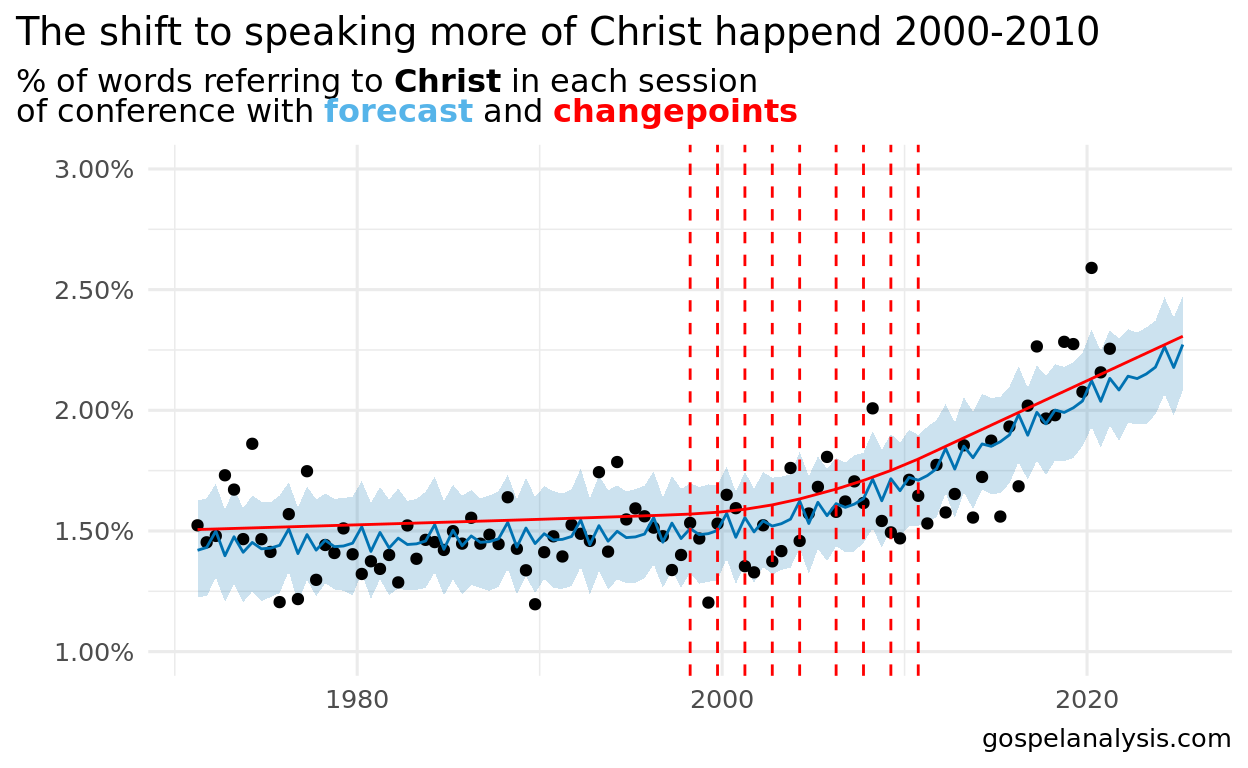 The shift to speaking more of Christ happend 2000-2010
% of words referring to Christ in each session
of conference with forecast and changepoints
3.00%
2.50%
2.00%
1.50%
1.00%
1980 2000 2020
gospelanalysis.com